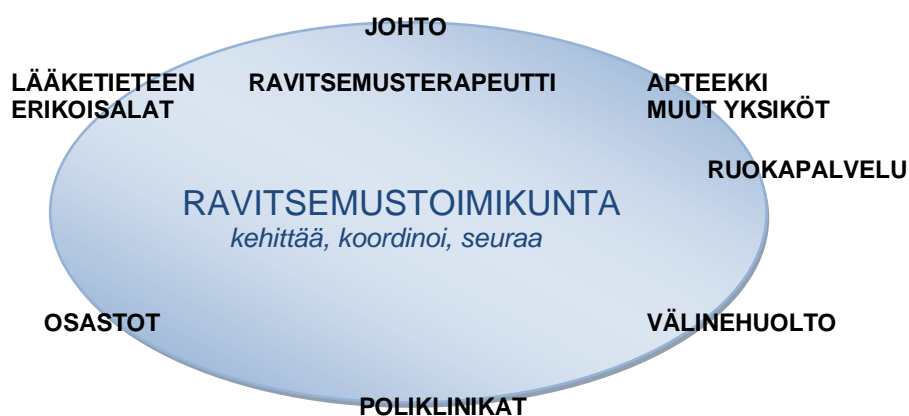 JOHTO
LÄÄKETIETEEN
ERIKOISALAT
RAVITSEMUSTERAPEUTTI
APTEEKKI
MUUT YKSIKÖT
RUOKAPALVELU
RAVITSEMUSTOIMIKUNTA
kehittää, koordinoi, seuraa
OSASTOT
VÄLINEHUOLTO
POLIKLINIKAT